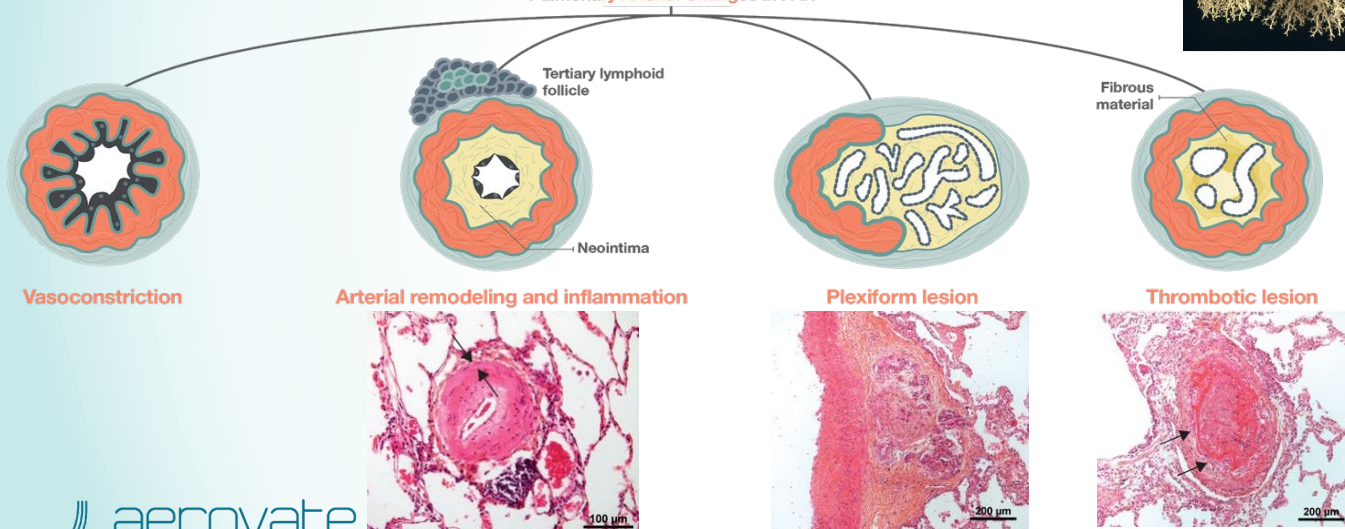 Tertiary lymphoid
follicle
Fibrous
material
Neointima
Vasoconstriction
Arterial remodeling and inflammation
Plexiform lesion
Thrombotic lesion
100 µm
200 µm
200 µm
aerovate